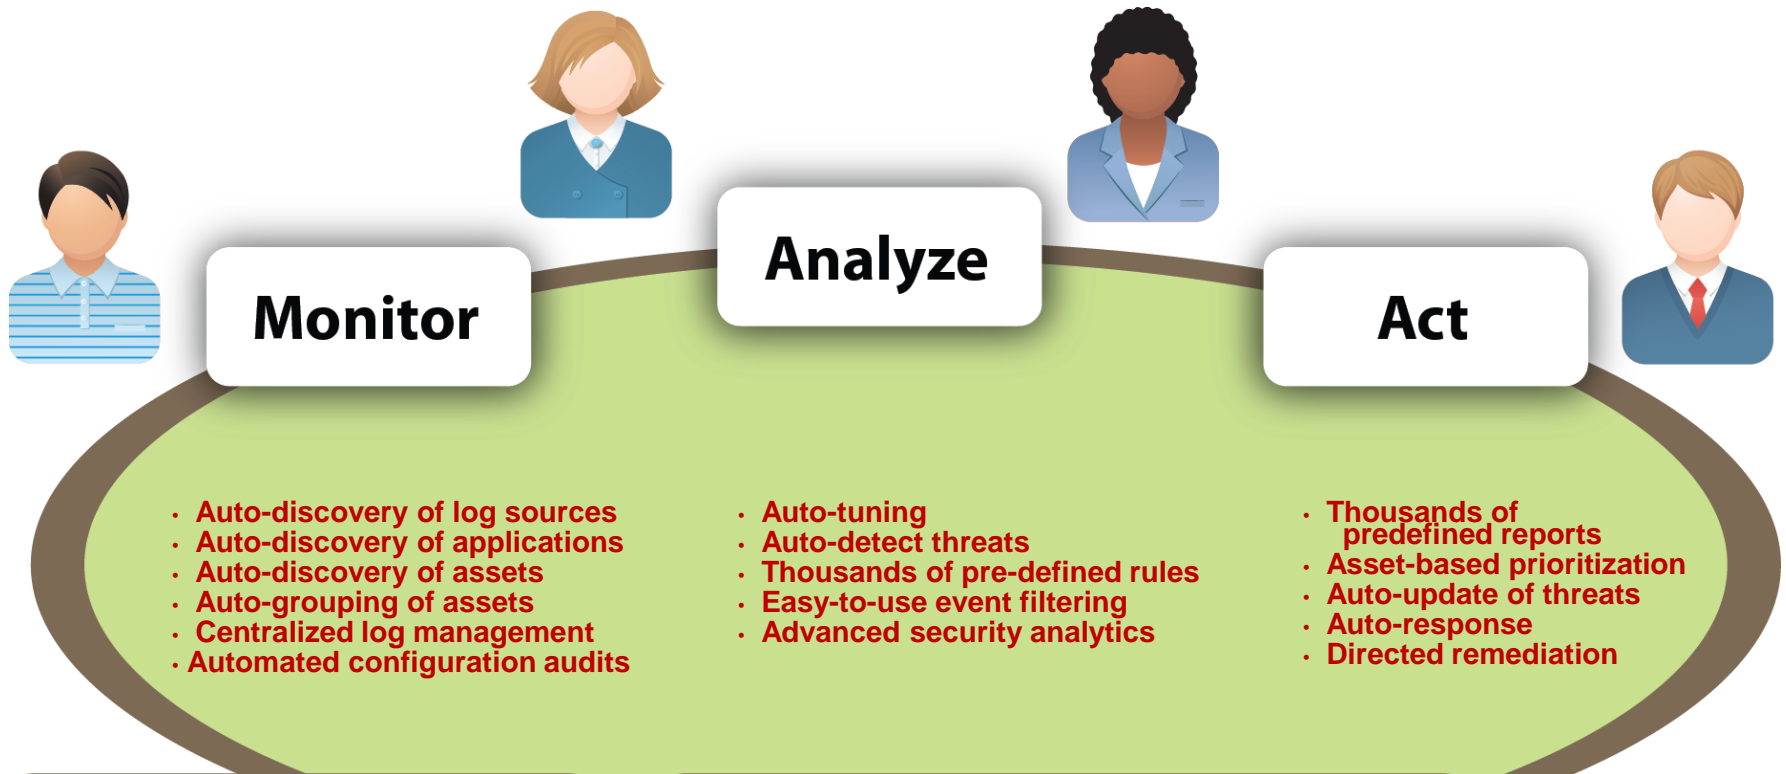 Monitor
Analyze
Act
· Auto-discovery of log sources
· Auto-discovery of applications
· Auto-discovery of assets
· Auto-grouping of assets
· Centralized log management
· Automated configuration audits
· Auto-tuning
· Auto-detect threats
· Thousands of pre-defined rules
· Easy-to-use event filtering
· Advanced security analytics
· Thousands of
predefined reports
· Asset-based prioritization
· Auto-update of threats
· Auto-response
· Directed remediation